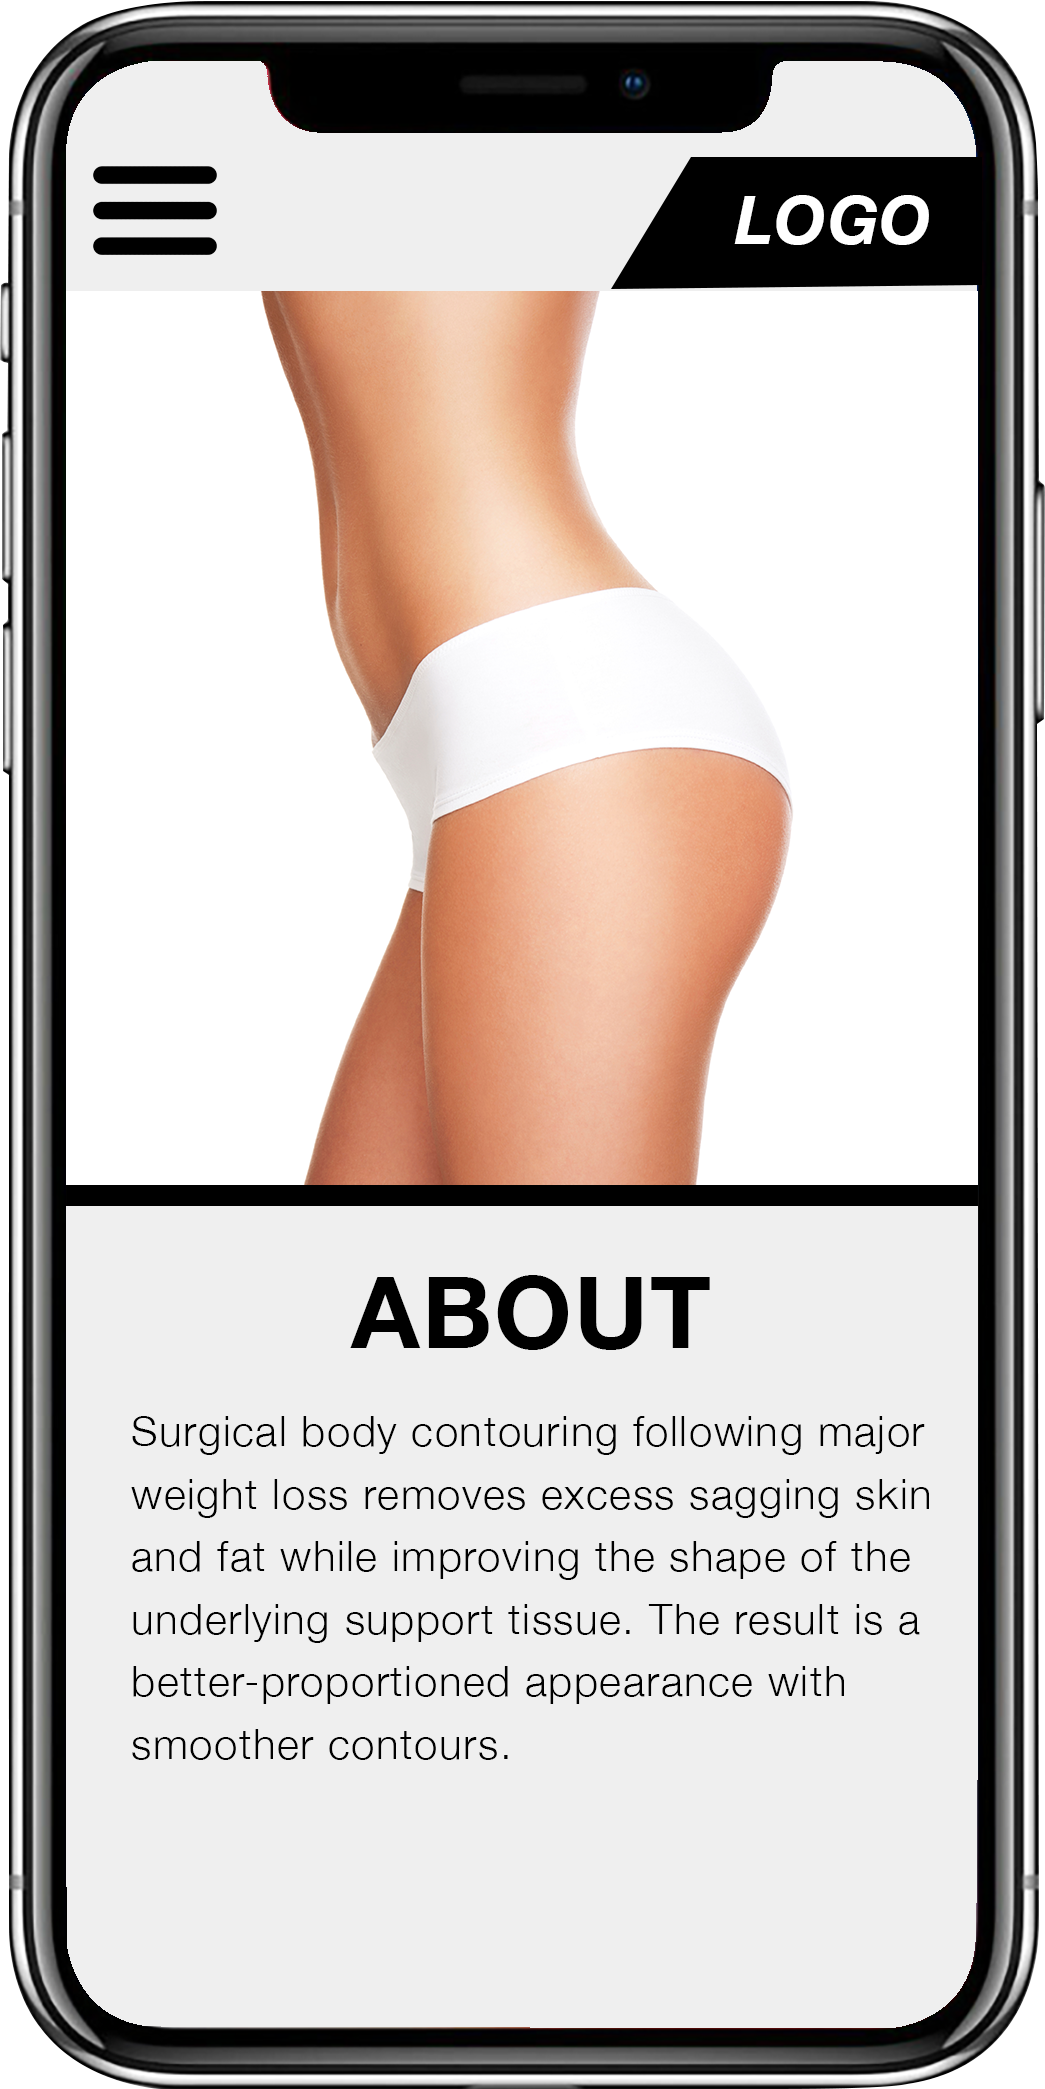 LOGO
ABOUT
Surgical body contouring following major
weight loss removes excess sagging skin
and fat while improving the shape of the
underlying support tissue. The result is a
better-proportioned appearance with
smoother contours.